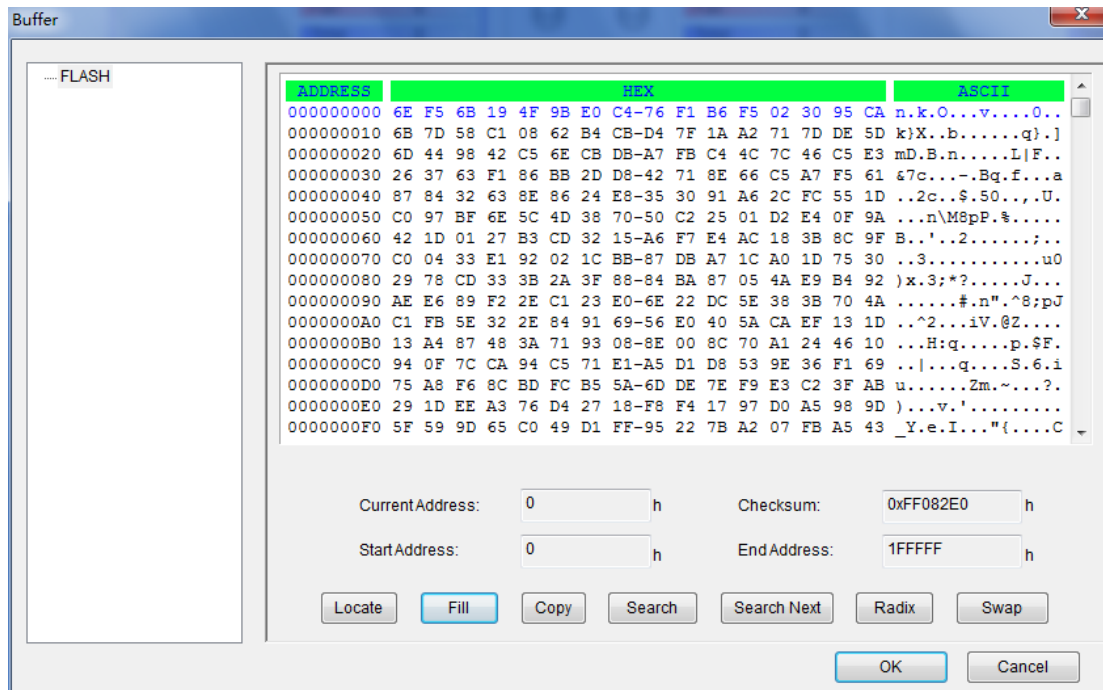 Buffer
FLASH
ADDRESS HEX ASCII
000000000 6E F5 6B 19 4F 9B E0 C4-76 F1 B6 F5 02 30 95 CA n.k.O...v....0..
000000010 6B 7D 58 C1 08 62 B4 CB-D4 7F 1A A2 71 7D DE 5D k}X..b......q}.]
000000020 6D 44 98 42 C5 6E CB DB-A7 FB C4 4C 7C 46 C5 E3 mD.B.n.....L|F..
000000030 26 37 63 F1 86 BB 2D D8-42 71 8E 66 C5 A7 F5 61 &7c...-.Bq.f...a
000000040 87 84 32 63 8E 86 24 E8-35 30 91 A6 2C FC 55 1D ..2c..$.50..,.U.
000000050 C0 97 BF 6E 5C 4D 38 70-50 C2 25 01 D2 E4 0F 9A ...n\M8pP.%.....
000000060 42 1D 01 27 B3 CD 32 15-A6 F7 E4 AC 18 3B 8C 9F B..'..2......;..
000000070 C0 04 33 E1 92 02 1C BB-87 DB A7 1C A0 1D 75 30 ..3...........u0
000000080 29 78 CD 33 3B 2A 3F 88-84 BA 87 05 4A E9 B4 92 )x.3;*?.....J...
000000090 AE E6 89 F2 2E C1 23 E0-6E 22 DC 5E 38 3B 70 4A ......#.n".^8;pJ
0000000A0 C1 FB 5E 32 2E 84 91 69-56 E0 40 5A CA EF 13 1D ..^2...iV.@Z....
0000000B0 13 A4 87 48 3A 71 93 08-8E 00 8C 70 A1 24 46 10 ...H:q.....p.$F.
0000000C0 94 0F 7C CA 94 C5 71 E1-A5 D1 D8 53 9E 36 F1 69 ..|...q....S.6.i
0000000D0 75 A8 F6 8C BD FC B5 5A-6D DE 7E F9 E3 C2 3F AB u......Zm.~...?.
0000000E0 29 1D EE A3 76 D4 27 18-F8 F4 17 97 D0 A5 98 9D )...v.'.........
0000000F0 5F 59 9D 65 C0 49 D1 FF-95 22 7B A2 07 FB A5 43 _Y.e.I..."{....C
Current Address: 0 h Checksum: 0xFF082E0 h
Start Address: 0 h End Address: 1FFFFF h
Locate Fill Copy Search Search Next Radix Swap
OK Cancel